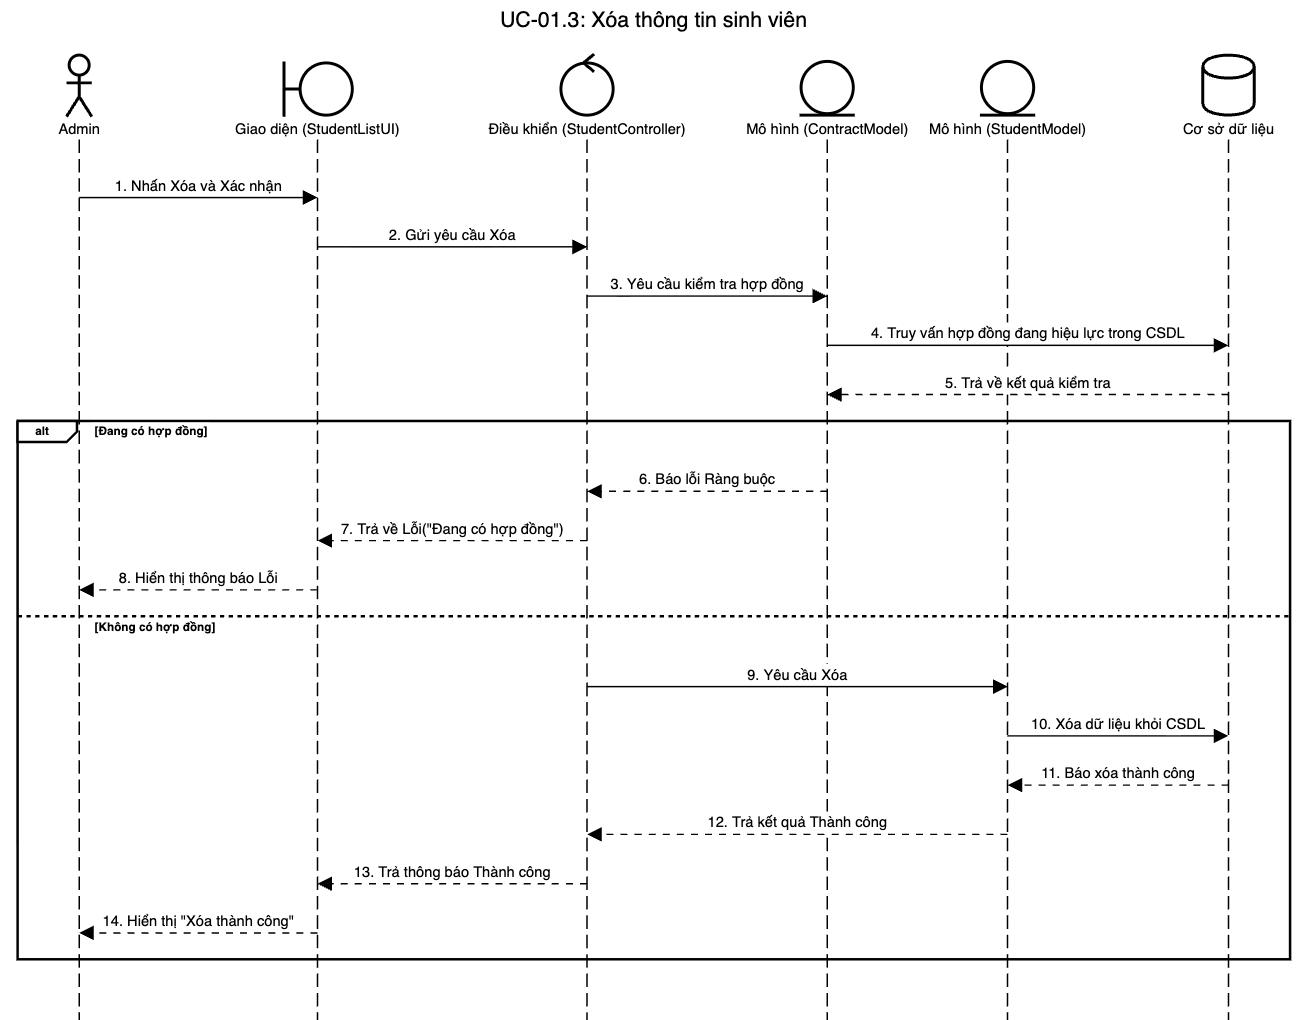 UC-01.3: Xóa thông tin sinh viên
Admin
Giao diện (StudentListUI)
Điều khiển (StudentController)
Mô hình (ContractModel)
Mô hình (StudentModel)
Cơ sở dữ liệu
1. Nhấn Xóa và Xác nhận
2. Gửi yêu cầu Xóa
3. Yêu cầu kiểm tra hợp đồng
4. Truy vấn hợp đồng đang hiệu lực trong CSDL
5. Trả về kết quả kiểm tra
alt
[Đang có hợp đồng]
6. Báo lỗi Ràng buộc
7. Trả về Lỗi("Đang có hợp đồng")
8. Hiển thị thông báo Lỗi
[Không có hợp đồng]
9. Yêu cầu Xóa
10. Xóa dữ liệu khỏi CSDL
11. Báo xóa thành công
12. Trả kết quả Thành công
13. Trả thông báo Thành công
14. Hiển thị "Xóa thành công"